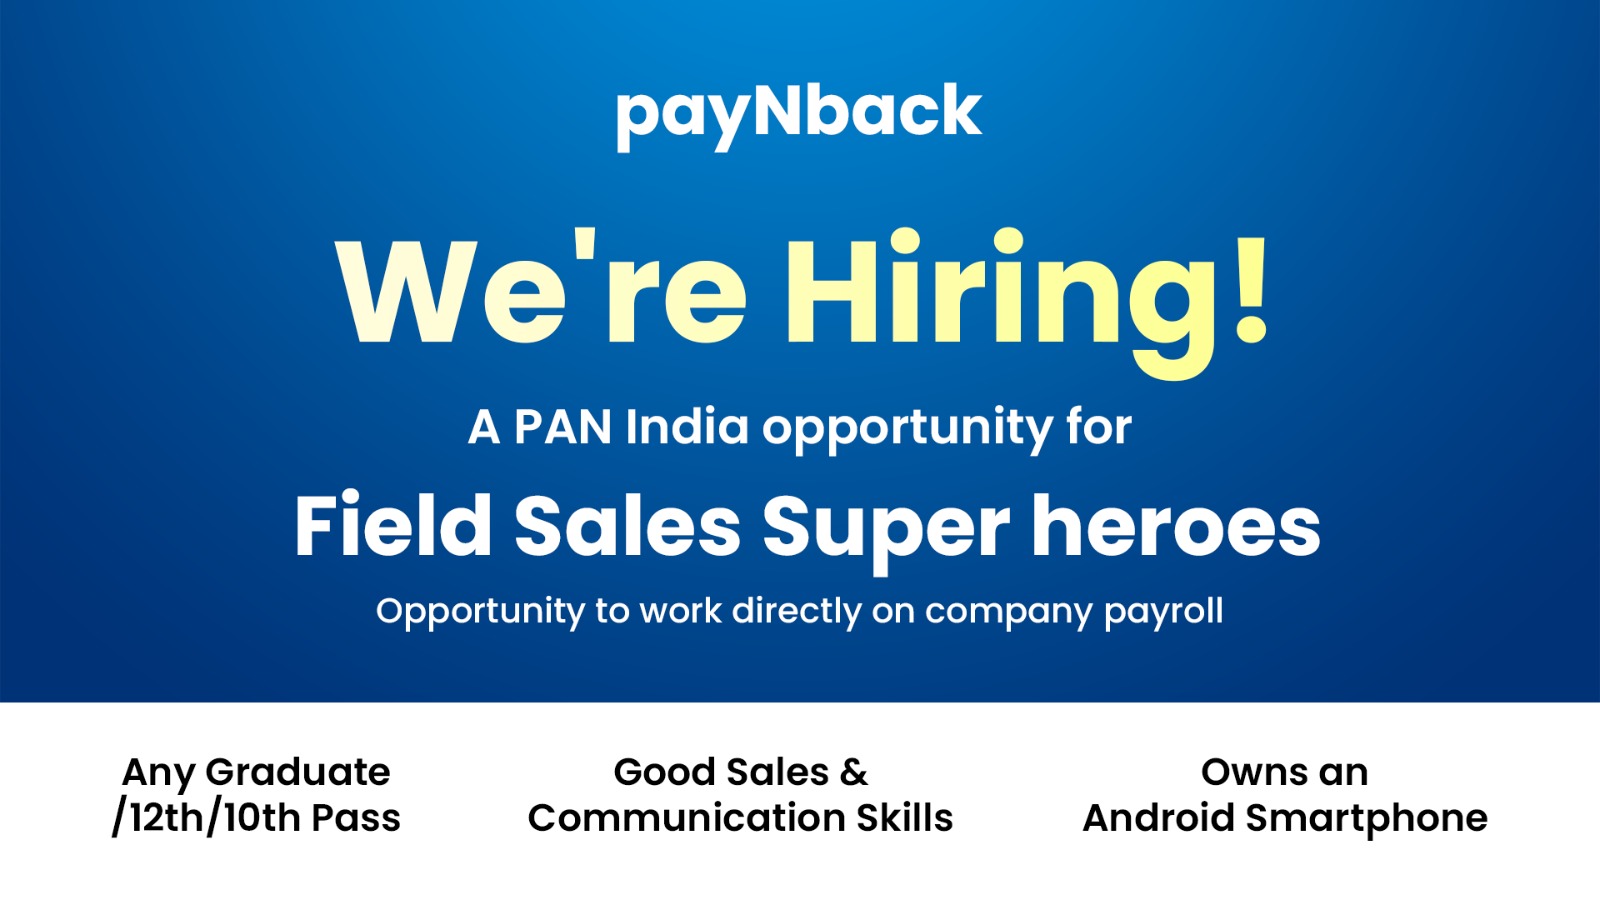 payNback
We're Hiring!
A PAN India opportunity for
Field Sales Super heroes
Opportunity to work directly on company payroll
Any Graduate
/12th/10th Pass
Good Sales &
Communication Skills
Owns an
Android Smartphone